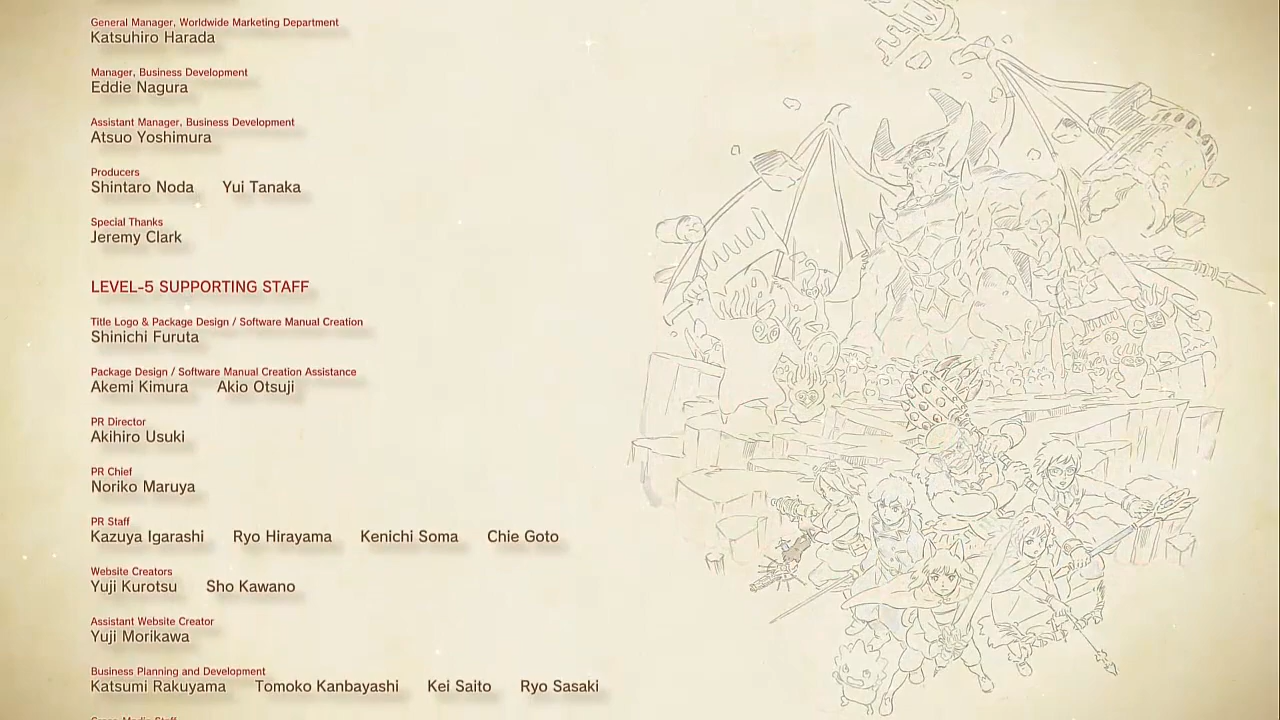 General Manager, Worldwide Marketing Department
Katsuhiro Harada
Manager, Business Development
Eddie Nagura
Assistant Manager, Business Development
Atsuo Yoshimura
Producers
Shintaro Noda Yui Tanaka
Special Thanks
Jeremy Clark
LEVEL-5 SUPPORTING STAFF
Title Logo & Package Design / Software Manual Creation
Shinichi Furuta
Package Design / Software Manual Creation Assistance
Akemi Kimura Akio Otsuji
PR Director
Akihiro Usuki
PR Chief
Noriko Maruya
PR Staff
Kazuya Igarashi Ryo Hirayama Kenichi Soma Chie Goto
Website Creators
Yuji Kurotsu Sho Kawano
Assistant Website Creator
Yuji Morikawa
Business Planning and Development
Katsumi Rakuyama Tomoko Kanbayashi Kei Saito Ryo Sasaki